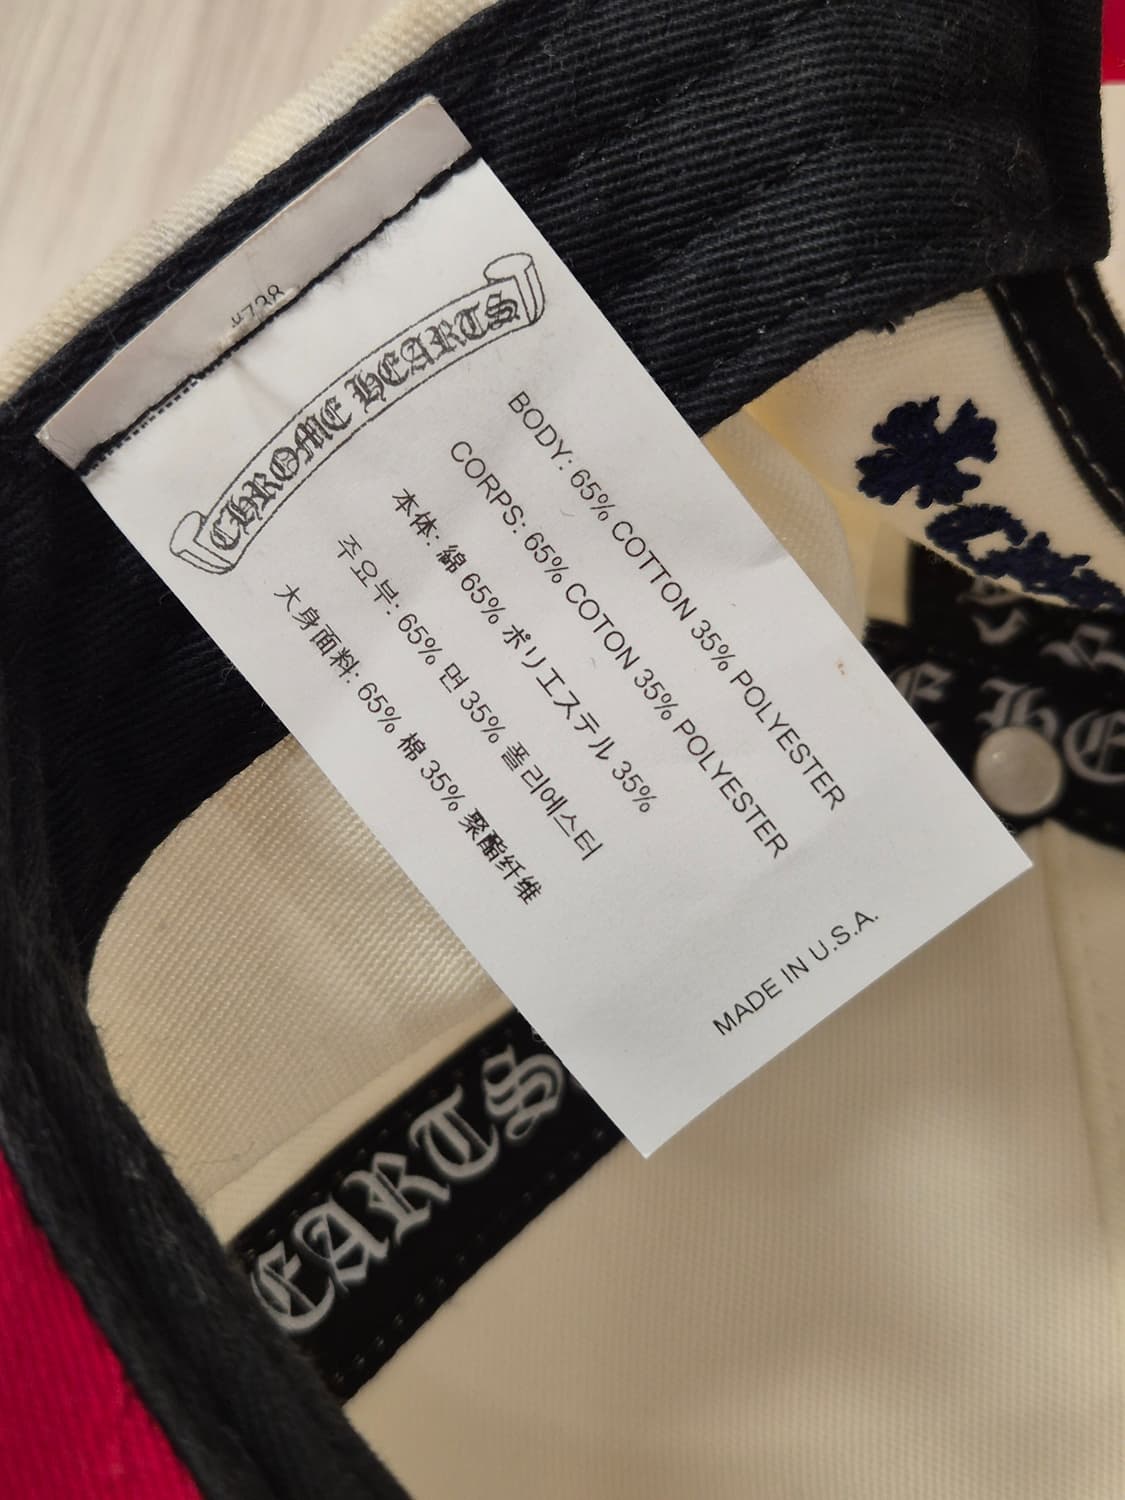 CHROME HEARTS
BODY: 65% COTTON 35% POLYESTER
CORPS: 65% COTON 35% POLYESTER
本体: 綿 65% ポリエステル 35%
주요부: 65% 면 35% 폴리에스터
大身面料: 65% 棉 35% 聚酯纤维
MADE IN U.S.A.
E HE
EARTS